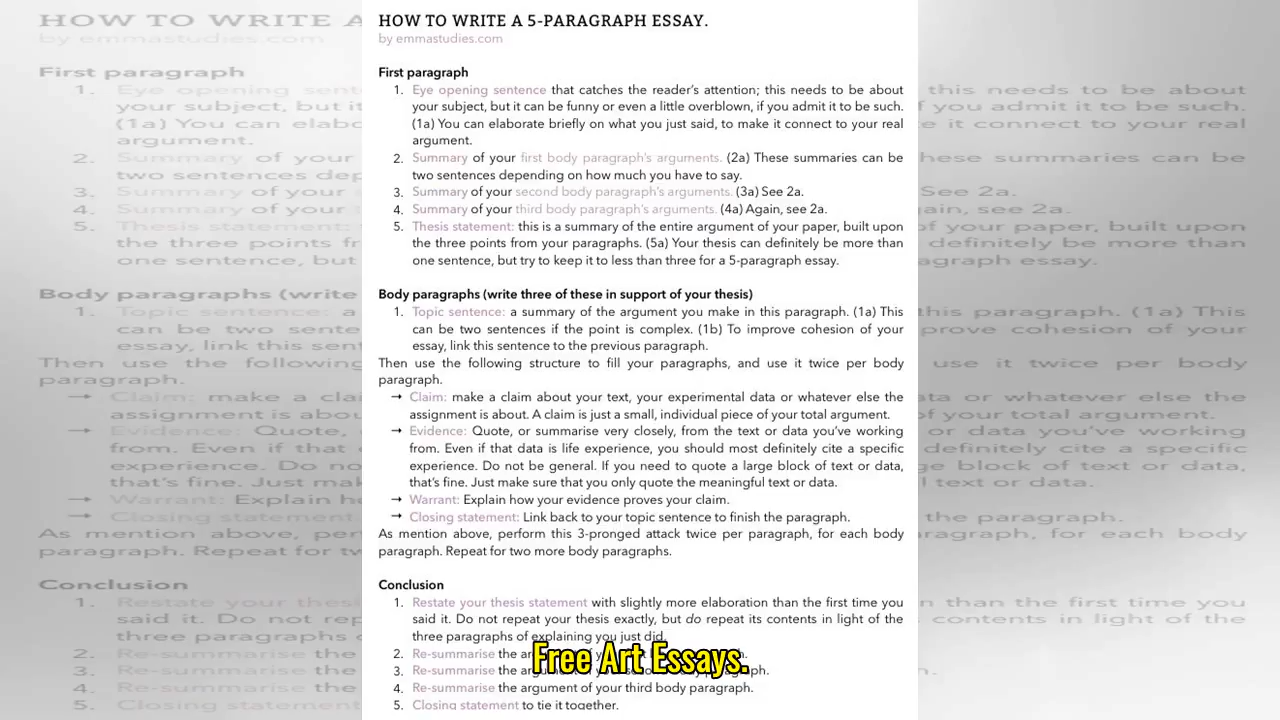 HOW TO WRITE A 5-PARAGRAPH ESSAY.
by emmastudies.com
First paragraph
1. Eye opening sentence that catches the reader's attention; this needs to be about
your subject, but it can be funny or even a little overblown, if you admit it to be such.
(1a) You can elaborate briefly on what you just said, to make it connect to your real
argument.
2. Summary of your first body paragraph's arguments. (2a) These summaries can be
two sentences depending on how much you have to say.
3. Summary of your second body paragraph's arguments. (3a) See 2a.
4. Summary of your third body paragraph's arguments. (4a) Again, see 2a.
5. Thesis statement: this is a summary of the entire argument of your paper, built upon
the three points from your paragraphs. (5a) Your thesis can definitely be more than
one sentence, but try to keep it to less than three for a 5-paragraph essay.
Body paragraphs (write three of these in support of your thesis)
1. Topic sentence: a summary of the argument you make in this paragraph. (1a) This
can be two sentences if the point is complex. (1b) To improve cohesion of your
essay, link this sentence to the previous paragraph.
Then use the following structure to fill your paragraphs, and use it twice per body
paragraph.
→ Claim: make a claim about your text, your experimental data or whatever else the
assignment is about. A claim is just a small, individual piece of your total argument.
→ Evidence: Quote, or summarise very closely, from the text or data you've working
from. Even if that data is life experience, you should most definitely cite a specific
experience. Do not be general. If you need to quote a large block of text or data,
that's fine. Just make sure that you only quote the meaningful text or data.
→ Warrant: Explain how your evidence proves your claim.
→ Closing statement: Link back to your topic sentence to finish the paragraph.
As mention above, perform this 3-pronged attack twice per paragraph, for each body
paragraph. Repeat for two more body paragraphs.
Conclusion
1. Restate your thesis statement with slightly more elaboration than the first time you
said it. Do not repeat your thesis exactly, but do repeat its contents in light of the
three paragraphs of explaining you just did.
2. Re-summarise the
3. Re-summarise the
Free Art Essays.
4. Re-summarise the argument of your third body paragraph.
5. Closing statement to tie it together.